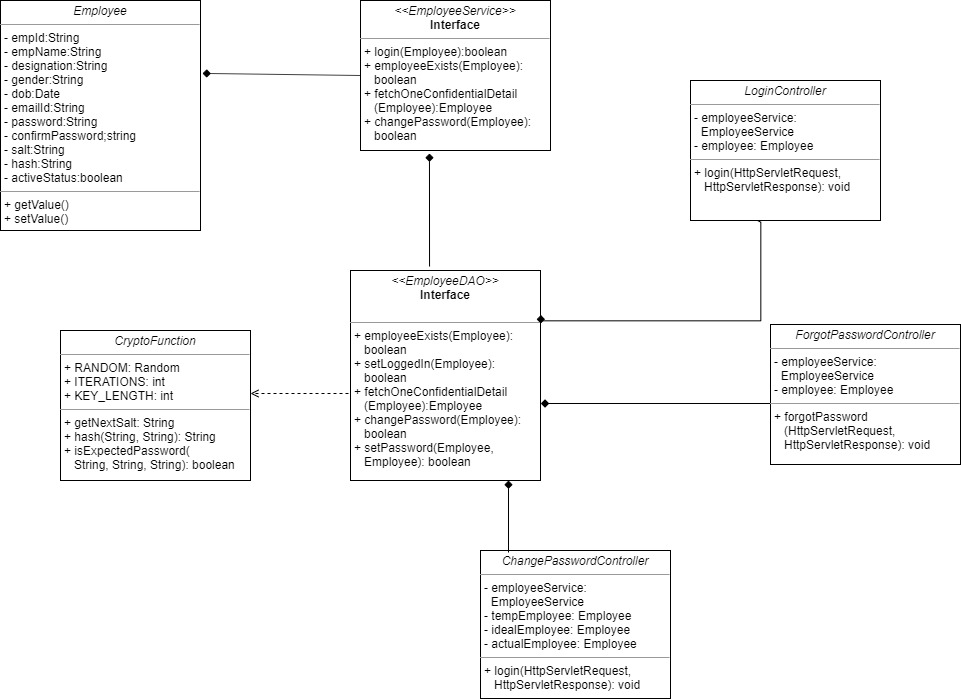 Employee
- empId:String
- empName:String
- designation:String
- gender:String
- dob:Date
- emailId:String
- password:String
- confirmPassword;string
- salt:String
- hash:String
- activeStatus:boolean
+ getValue()
+ setValue()
<<EmployeeService>>
Interface
+ login(Employee):boolean
+ employeeExists(Employee):
boolean
+ fetchOneConfidentialDetail
(Employee):Employee
+ changePassword(Employee):
boolean
LoginController
- employeeService:
EmployeeService
- employee: Employee
+ login(HttpServletRequest,
HttpServletResponse): void
<<EmployeeDAO>>
Interface
+ employeeExists(Employee):
boolean
+ setLoggedIn(Employee):
boolean
+ fetchOneConfidentialDetail
(Employee):Employee
+ changePassword(Employee):
boolean
+ setPassword(Employee,
Employee): boolean
CryptoFunction
+ RANDOM: Random
+ ITERATIONS: int
+ KEY_LENGTH: int
+ getNextSalt: String
+ hash(String, String): String
+ isExpectedPassword(
String, String, String): boolean
ForgotPasswordController
- employeeService:
EmployeeService
- employee: Employee
+ forgotPassword
(HttpServletRequest,
HttpServletResponse): void
ChangePasswordController
- employeeService:
EmployeeService
- tempEmployee: Employee
- idealEmployee: Employee
- actualEmployee: Employee
+ login(HttpServletRequest,
HttpServletResponse): void